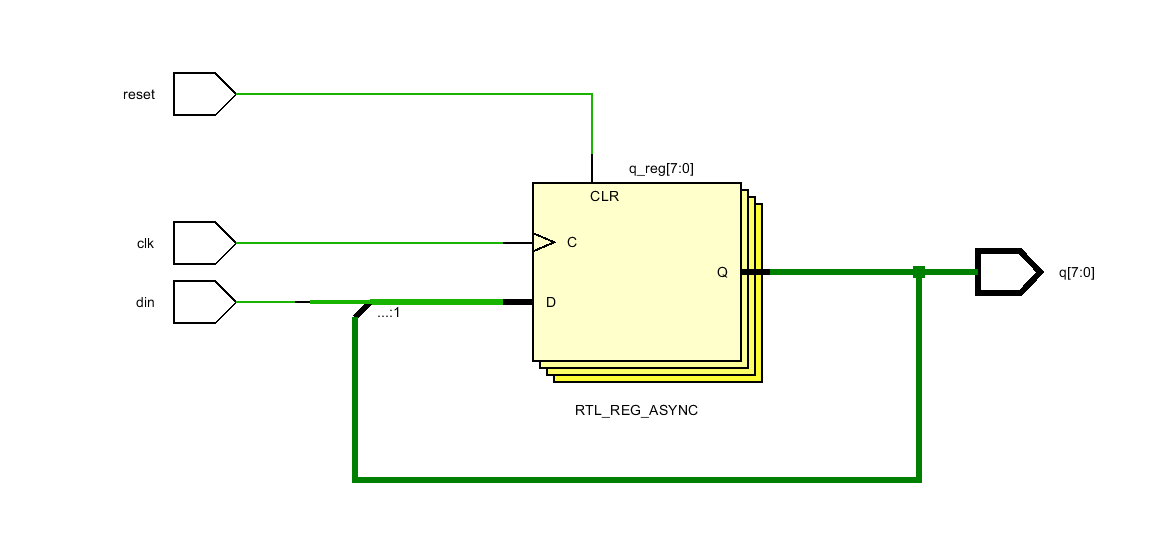 reset
q_reg[7:0]
CLR
clk
C
Q
q[7:0]
din
D
...:1
RTL_REG_ASYNC